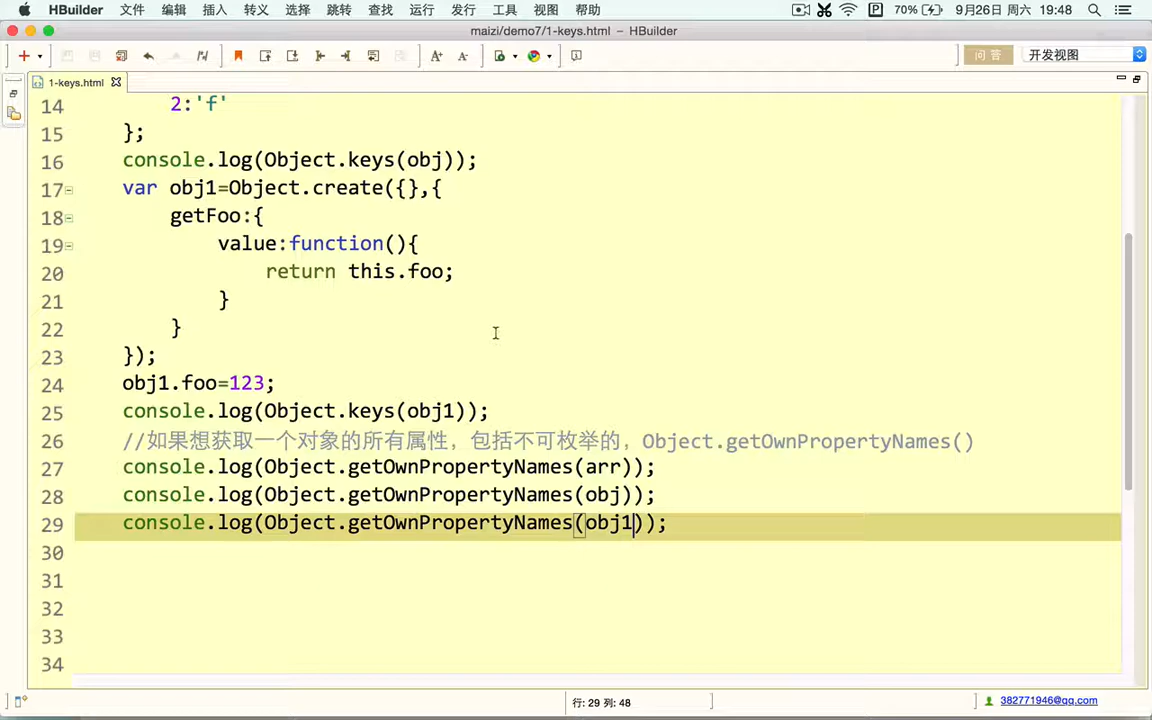 HBuilder 文件 编辑 插入 转义 选择 跳转 查找 运行 发行 工具 视图 帮助 P 70% 9月26日 周六 19:48
maizi/demo7/1-keys.html — HBuilder
A+ A- 问 答 开发视图
1-keys.html
14 2:'f'
15 };
16 console.log(Object.keys(obj));
17 var obj1=Object.create({},{
18 getFoo:{
19 value:function(){
20 return this.foo;
21 }
22 }
23 });
24 obj1.foo=123;
25 console.log(Object.keys(obj1));
26 //如果想获取一个对象的所有属性，包括不可枚举的，Object.getOwnPropertyNames()
27 console.log(Object.getOwnPropertyNames(arr));
28 console.log(Object.getOwnPropertyNames(obj));
29 console.log(Object.getOwnPropertyNames(obj1));
30
31
32
33
34
行: 29 列: 48 382771946@qq.com